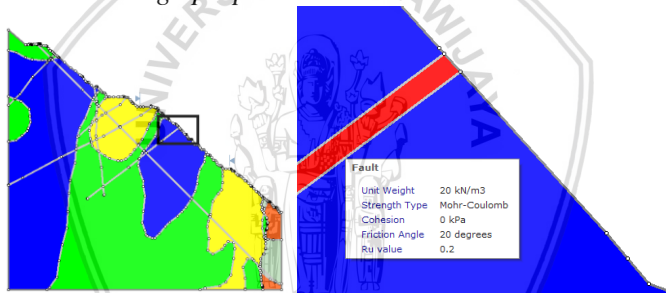 Fault
Unit Weight 20 kN/m3
Strength Type Mohr-Coulomb
Cohesion 0 kPa
Friction Angle 20 degrees
Ru value 0.2